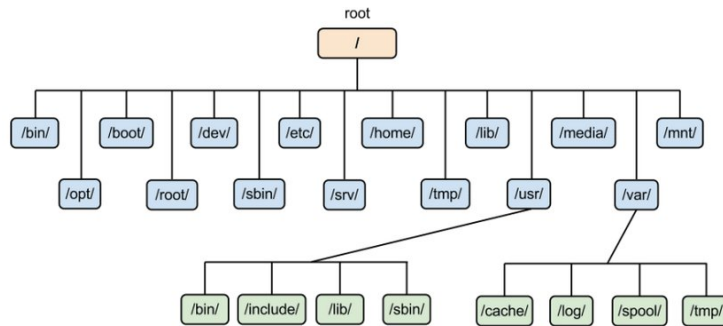 root
/
/bin/
/boot/
/dev/
/etc/
/home/
/lib/
/media/
/mnt/
/opt/
/root/
/sbin/
/srv/
/tmp/
/usr/
/var/
/bin/
/include/
/lib/
/sbin/
/cache/
/log/
/spool/
/tmp/